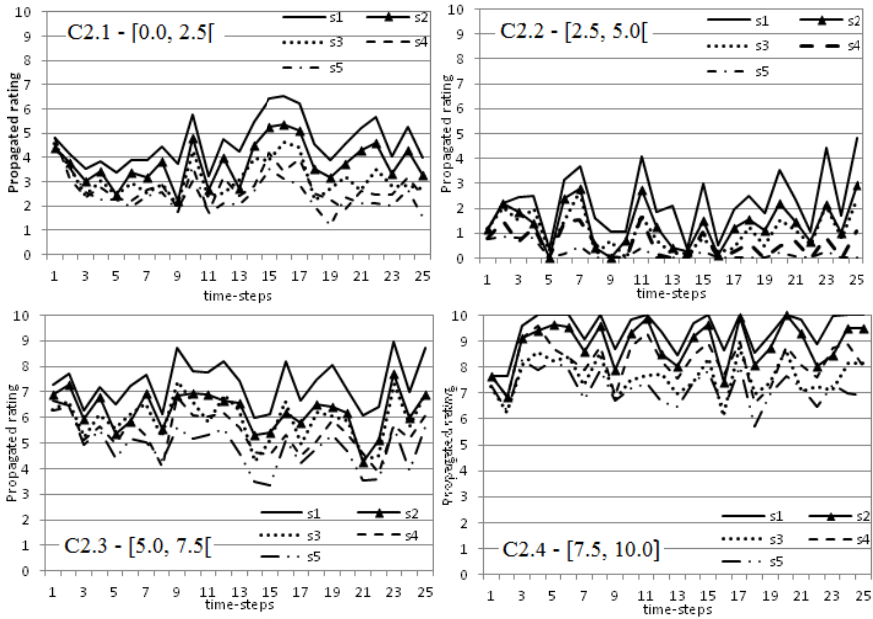 C2.1 - [0.0, 2.5[
s1
s2
s3
s4
s5
Propagated rating
10
9
8
7
6
5
4
3
2
1
0
1 3 5 7 9 11 13 15 17 19 21 23 25
time-steps
C2.2 - [2.5, 5.0[
s1
s2
s3
s4
s5
Propagated rating
10
9
8
7
6
5
4
3
2
1
0
1 3 5 7 9 11 13 15 17 19 21 23 25
time-steps
C2.3 - [5.0, 7.5[
s1
s2
s3
s4
s5
Propagated rating
10
9
8
7
6
5
4
3
2
1
0
1 3 5 7 9 11 13 15 17 19 21 23 25
time-steps
C2.4 - [7.5, 10.0]
s1
s2
s3
s4
s5
Propagated rating
10
9
8
7
6
5
4
3
2
1
0
1 3 5 7 9 11 13 15 17 19 21 23 25
time-steps